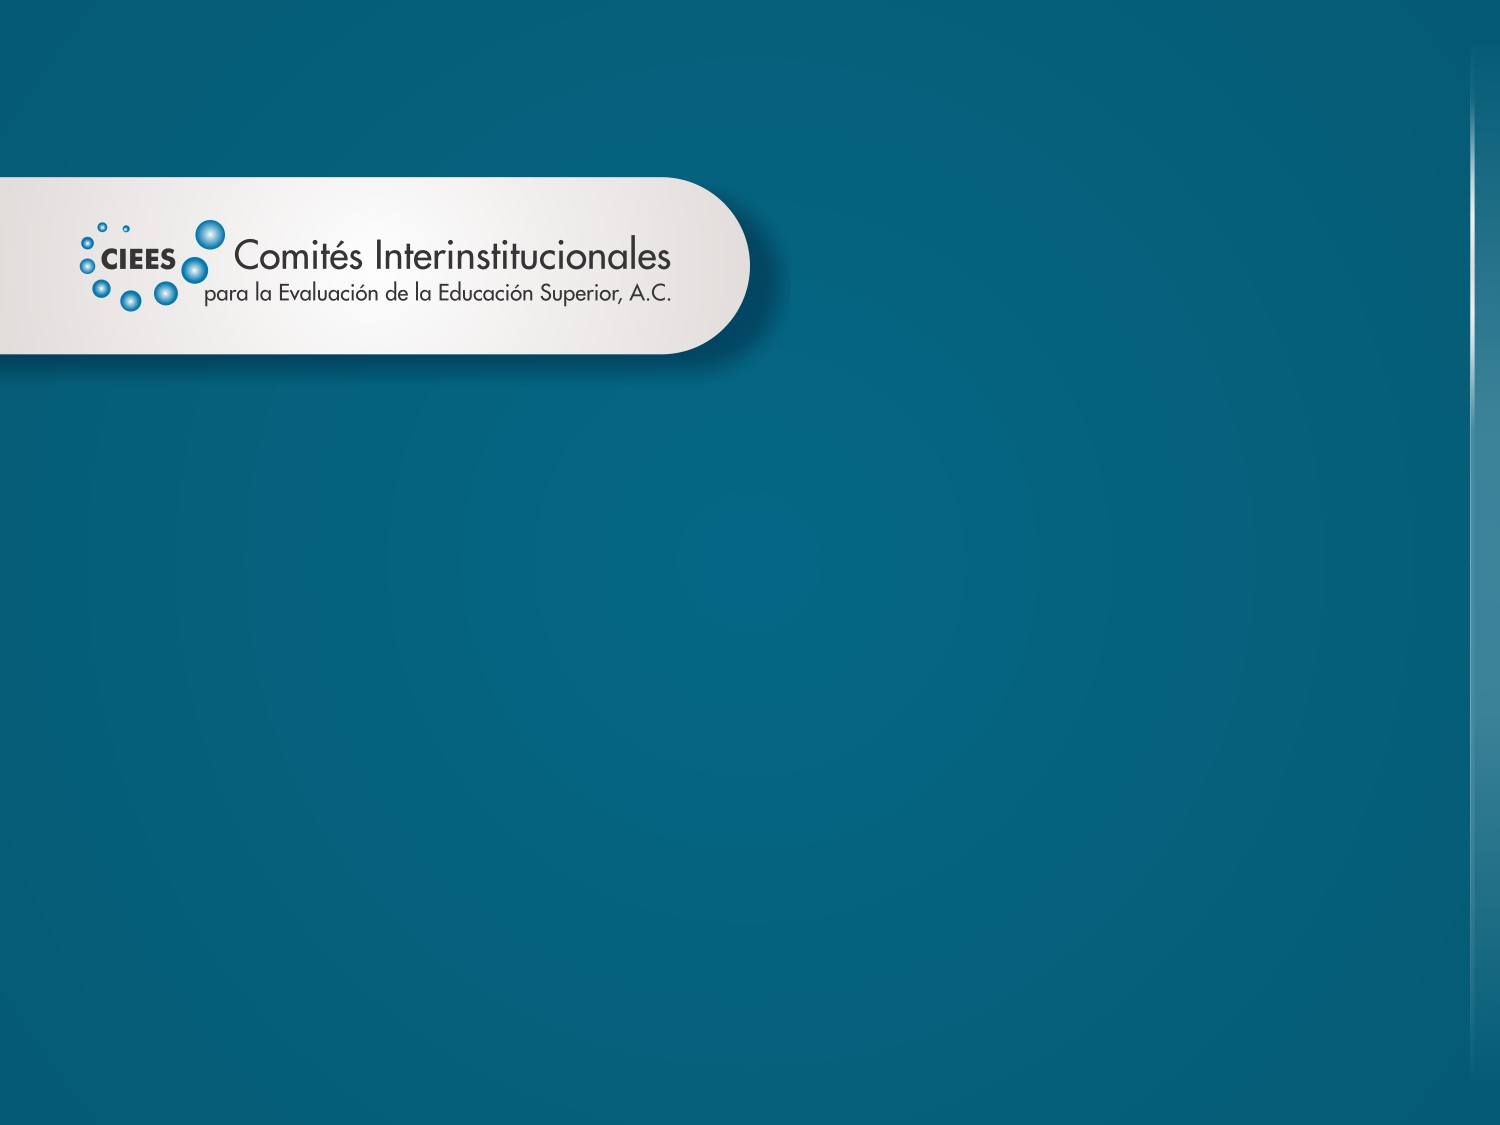 CIEES
Comités Interinstitucionales
para la Evaluación de la Educación Superior, A.C.